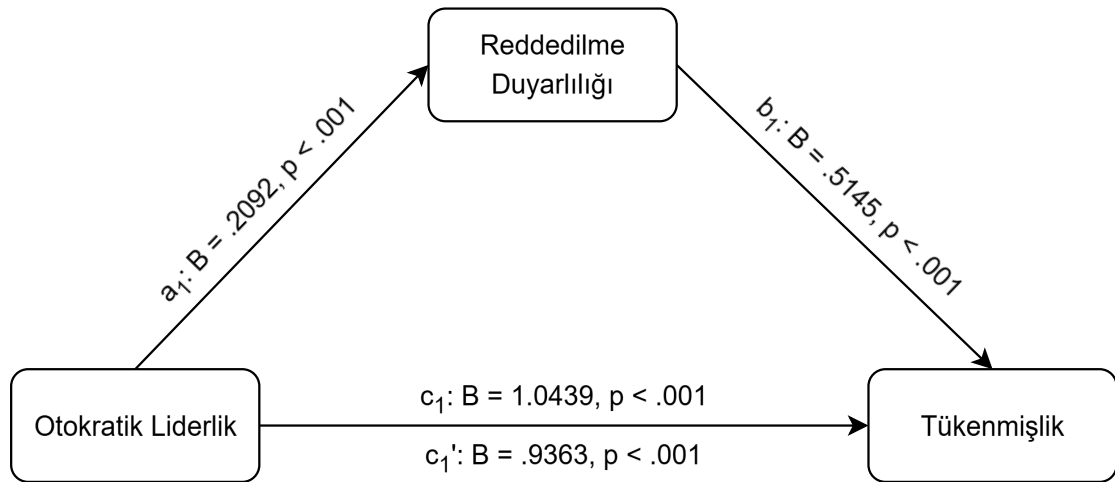 Reddedilme
Duyarlılığı
a₁: B = .2092, p < .001
b₁: B = .5145, p < .001
Otokratik Liderlik
c₁: B = 1.0439, p < .001
c₁': B = .9363, p < .001
Tükenmişlik